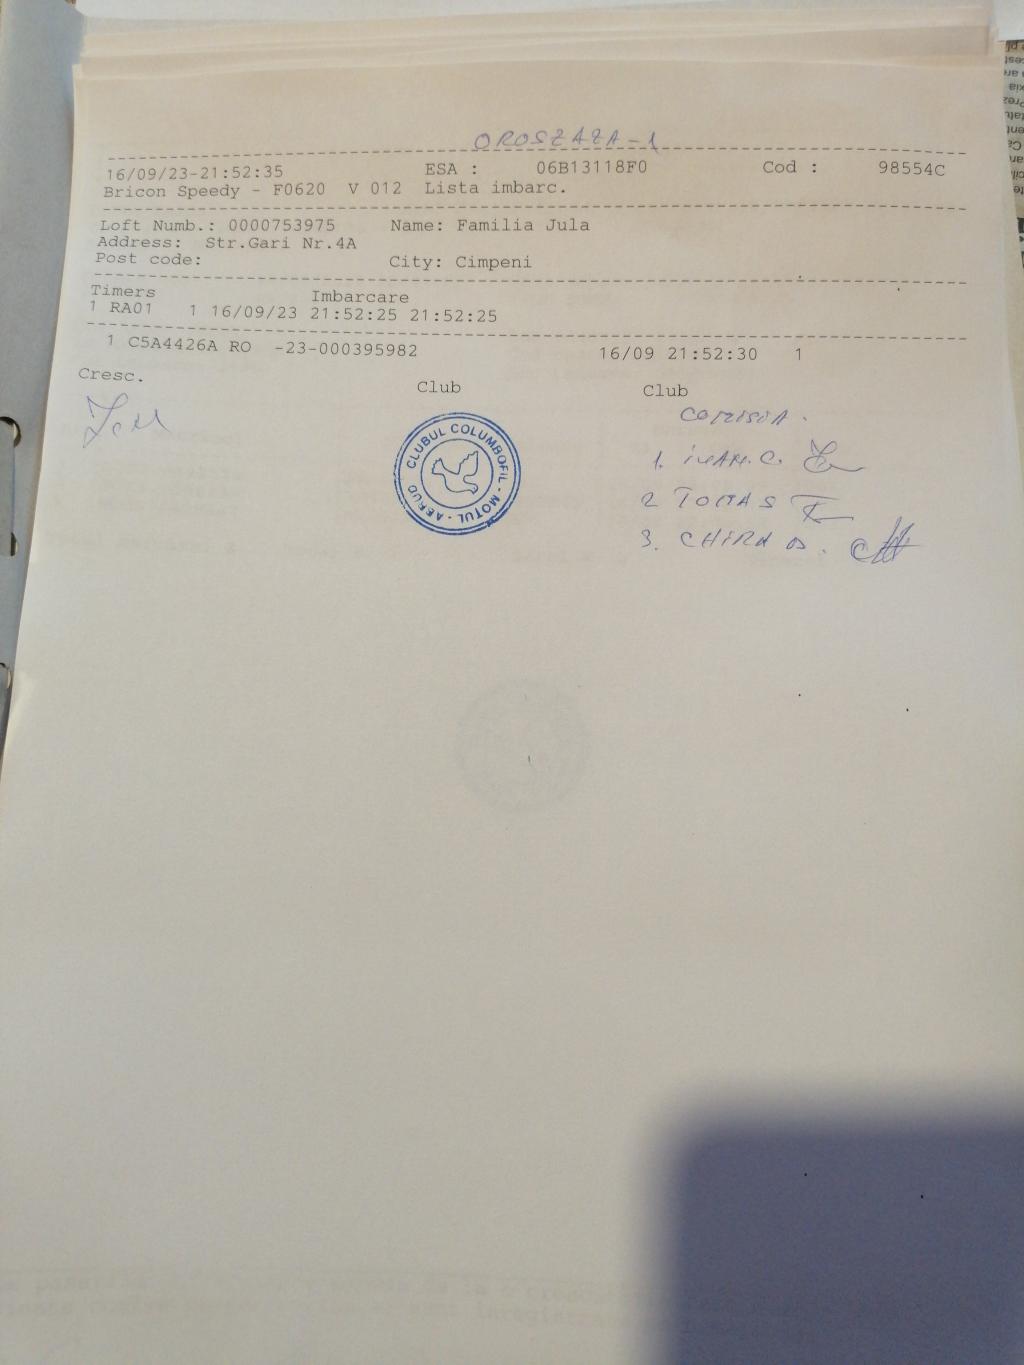 OROSZAZA-1
16/09/23-21:52:35 ESA : 06B13118F0 Cod : 98554C
Bricon Speedy - F0620 V 012 Lista imbarc.
Loft Numb.: 0000753975 Name: Familia Jula
Address: Str.Gari Nr.4A
Post code: City: Cimpeni
Timers Imbarcare
1 RA01 1 16/09/23 21:52:25 21:52:25
1 C5A4426A RO -23-000395982 16/09 21:52:30 1
Cresc. Club Club
CLUBUL COLUMBOFIL - MOTUL - AERUD
1.
2 TOMAS
3. CHIRA D.